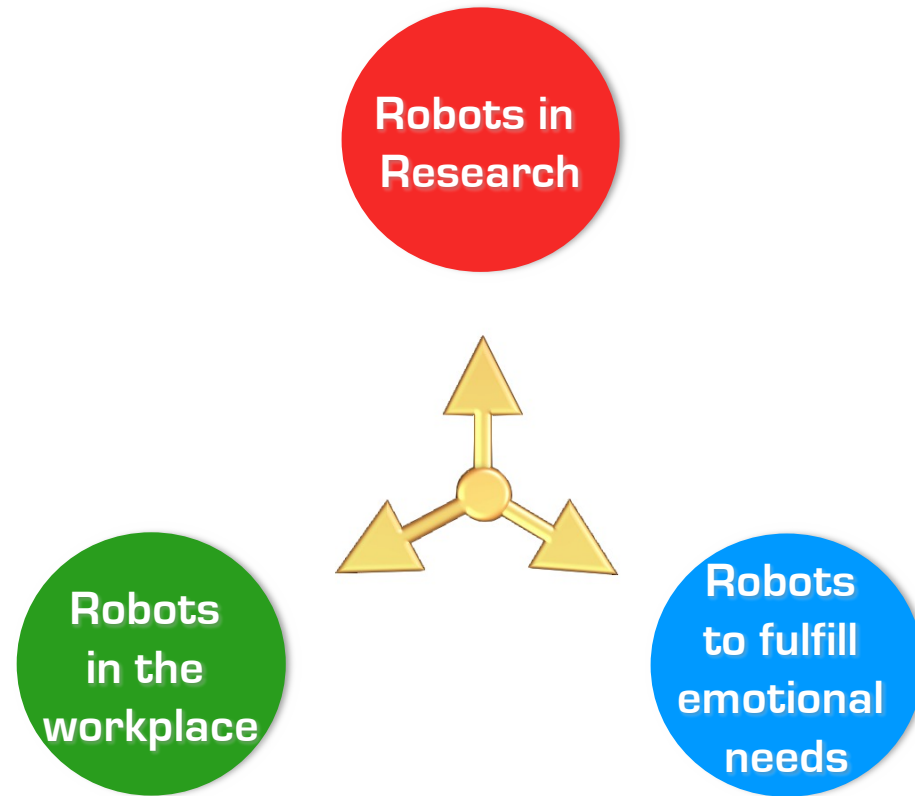 Robots in
Research
Robots
in the
workplace
Robots
to fulfill
emotional
needs